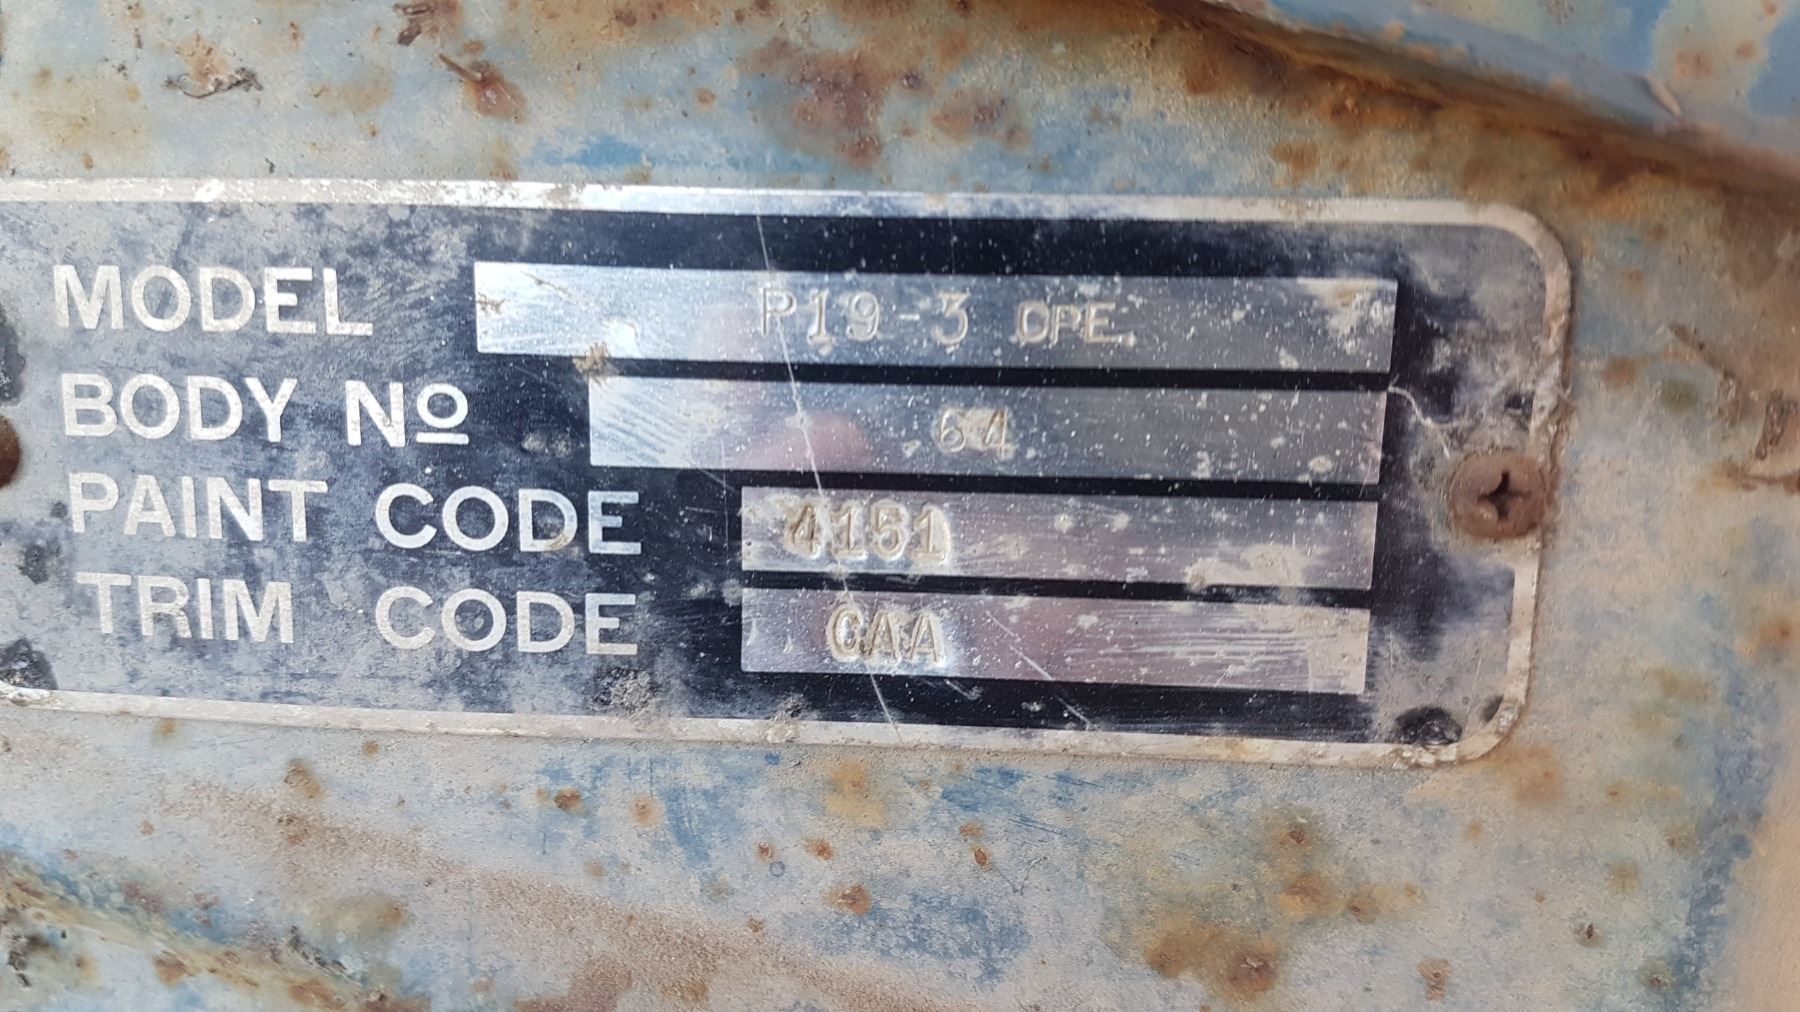 MODEL P19-3 CPE.
BODY No 64
PAINT CODE 4151
TRIM CODE CAA